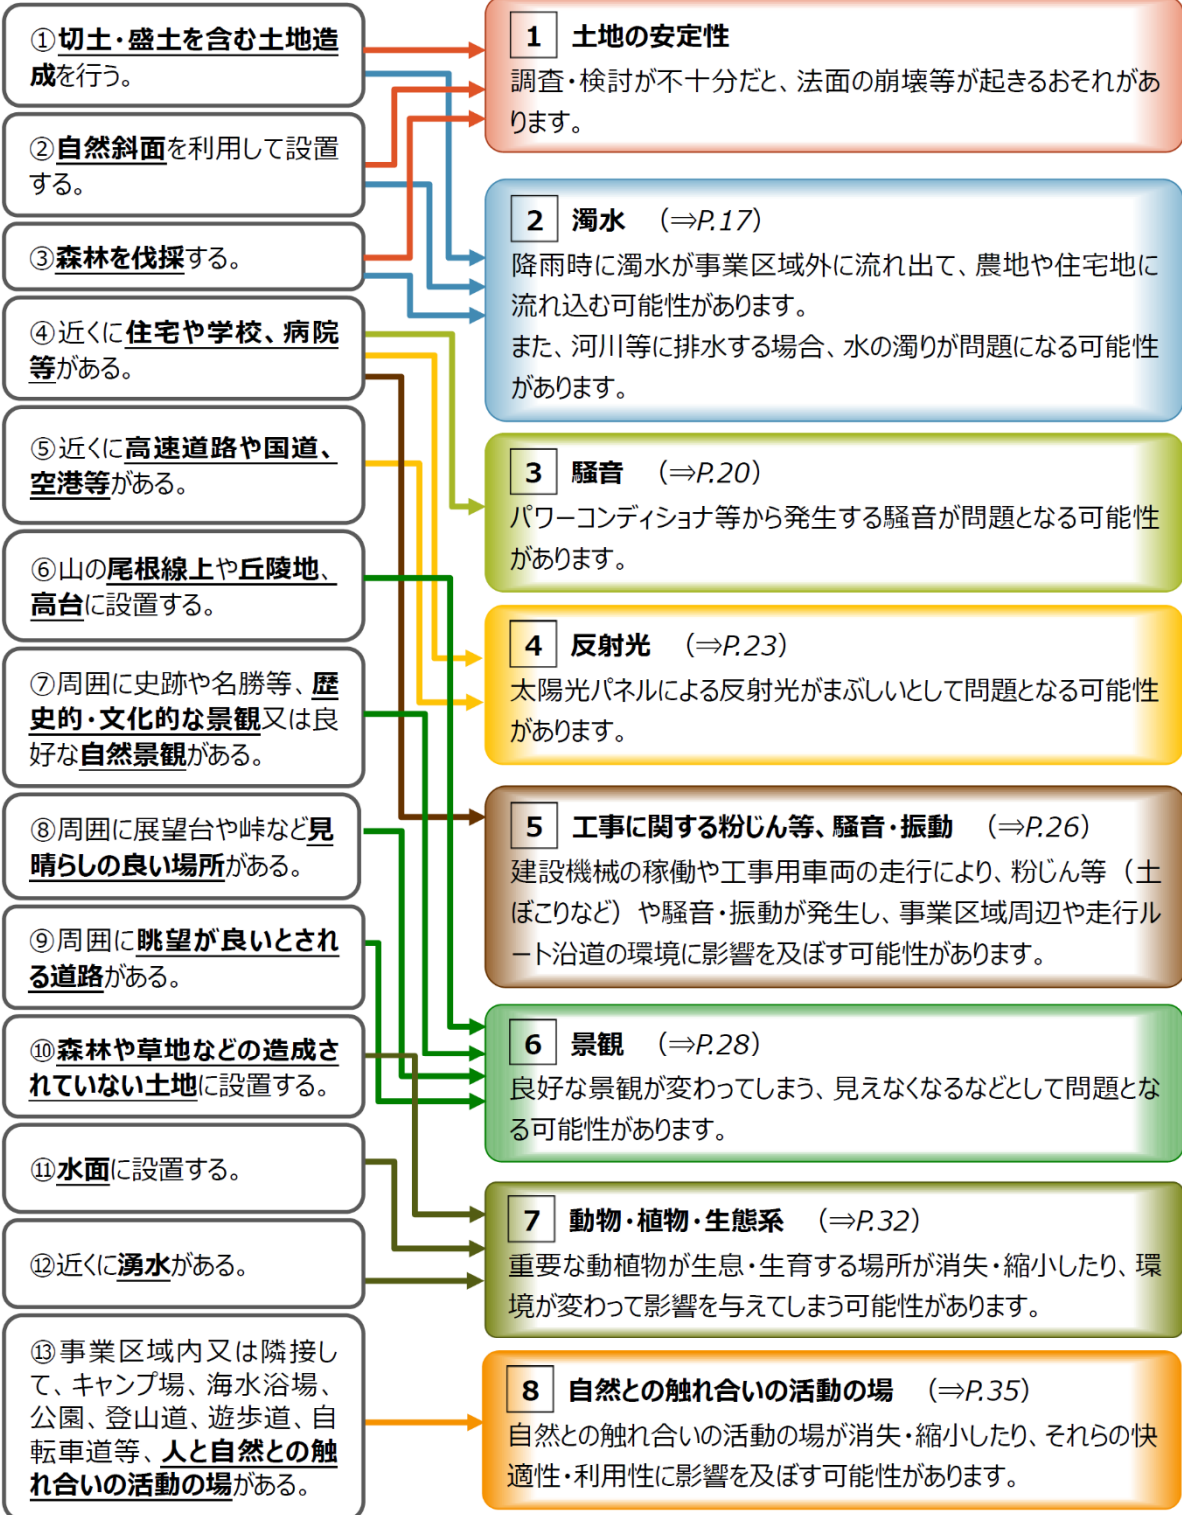 ①切土・盛土を含む土地造
成を行う。
②自然斜面を利用して設置
する。
③森林を伐採する。
④近くに住宅や学校、病院
等がある。
⑤近くに高速道路や国道、
空港等がある。
⑥山の尾根線上や丘陵地、
高台に設置する。
⑦周囲に史跡や名勝等、歴
史的・文化的な景観又は良
好な自然景観がある。
⑧周囲に展望台や峠など見
晴らしの良い場所がある。
⑨周囲に眺望が良いとされ
る道路がある。
⑩森林や草地などの造成さ
れていない土地に設置する。
⑪水面に設置する。
⑫近くに湧水がある。
⑬事業区域内又は隣接し
て、キャンプ場、海水浴場、
公園、登山道、遊歩道、自
転車道等、人と自然との触
れ合いの活動の場がある。
1 土地の安定性
調査・検討が不十分だと、法面の崩壊等が起きるおそれがあ
ります。
2 濁水 （⇒P.17）
降雨時に濁水が事業区域外に流れ出て、農地や住宅地に
流れ込む可能性があります。
また、河川等に排水する場合、水の濁りが問題になる可能性
があります。
3 騒音 （⇒P.20）
パワーコンディショナ等から発生する騒音が問題となる可能性
があります。
4 反射光 （⇒P.23）
太陽光パネルによる反射光がまぶしいとして問題となる可能性
があります。
5 工事に関する粉じん等、騒音・振動 （⇒P.26）
建設機械の稼働や工事用車両の走行により、粉じん等（土
ぼこりなど）や騒音・振動が発生し、事業区域周辺や走行ル
ート沿道の環境に影響を及ぼす可能性があります。
6 景観 （⇒P.28）
良好な景観が変わってしまう、見えなくなるなどとして問題とな
る可能性があります。
7 動物・植物・生態系 （⇒P.32）
重要な動植物が生息・生育する場所が消失・縮小したり、環
境が変わって影響を与えてしまう可能性があります。
8 自然との触れ合いの活動の場 （⇒P.35）
自然との触れ合いの活動の場が消失・縮小したり、それらの快
適性・利用性に影響を及ぼす可能性があります。